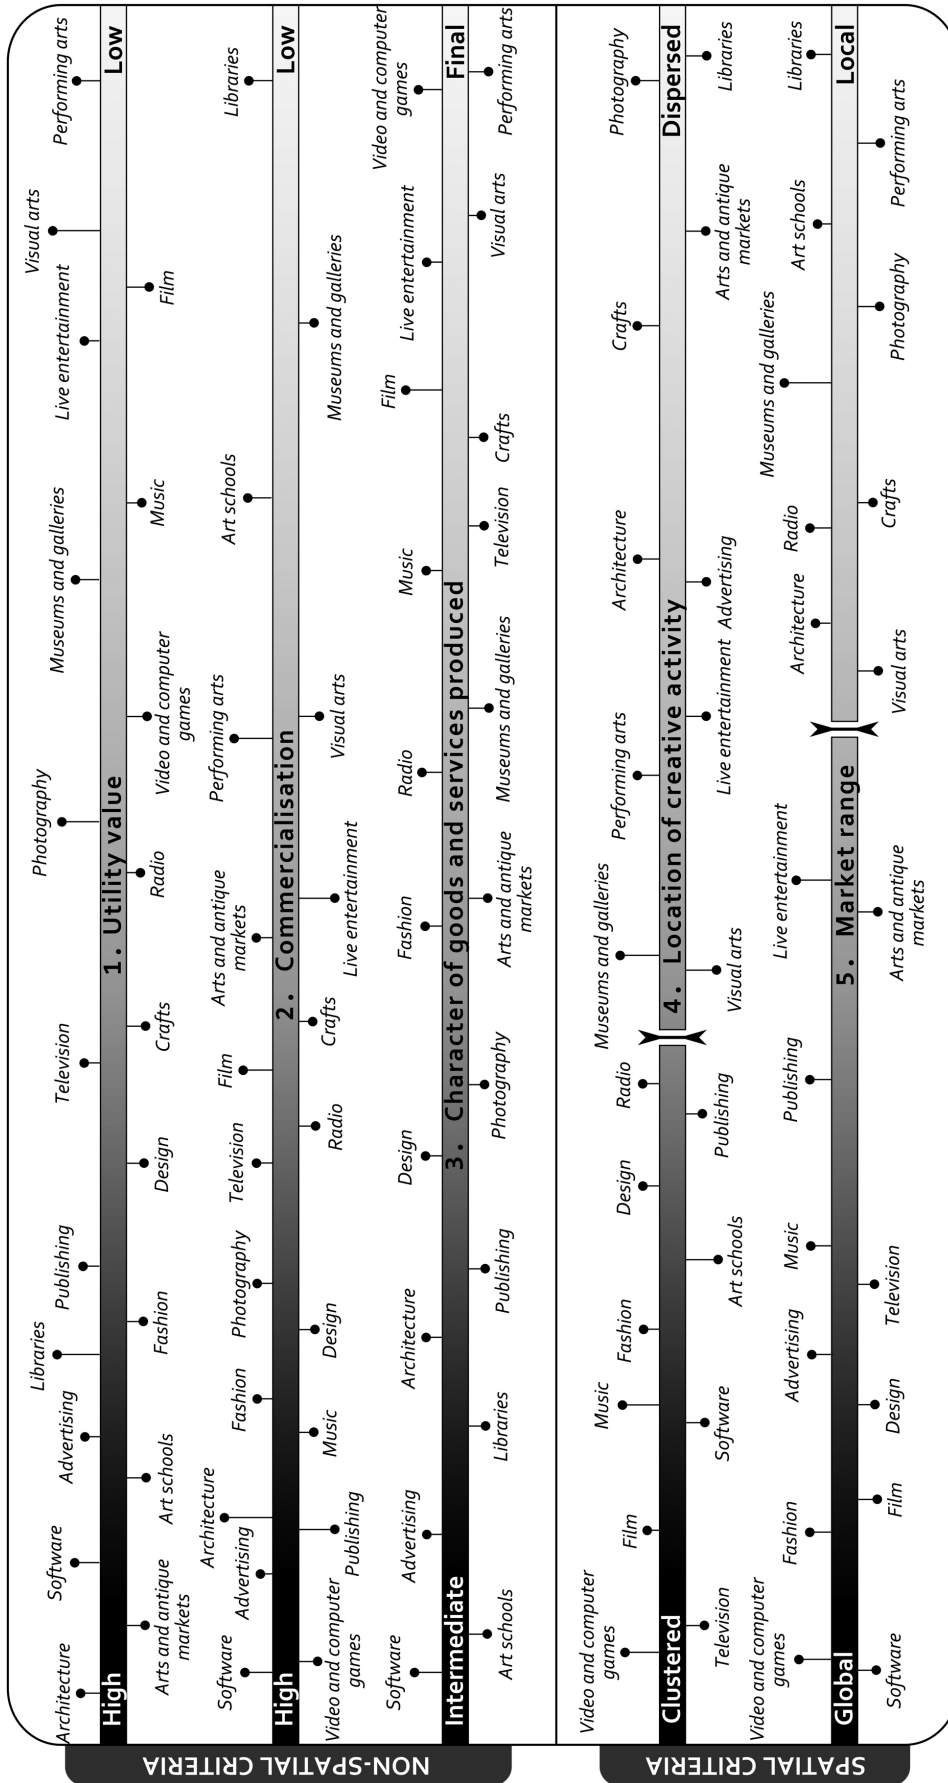 NON-SPATIAL CRITERIA
Architecture
Software
Advertising
Libraries
Publishing
Television
Photography
Museums and galleries
Live entertainment
Visual arts
Performing arts
High
1. Utility value
Low
Arts and antique
markets
Art schools
Fashion
Design
Crafts
Radio
Video and computer
games
Music
Film
Software
Advertising
Architecture
Fashion
Photography
Television
Film
Arts and antique
markets
Performing arts
Art schools
Libraries
High
2. Commercialisation
Low
Video and computer
games
Publishing
Music
Design
Radio
Crafts
Live entertainment
Visual arts
Museums and galleries
Software
Advertising
Architecture
Design
Fashion
Radio
Music
Film
Live entertainment
Video and computer
games
Intermediate
3. Character of goods and services produced
Final
Art schools
Libraries
Publishing
Photography
Arts and antique
markets
Museums and galleries
Television
Crafts
Visual arts
Performing arts
SPATIAL CRITERIA
Video and computer
games
Film
Music
Fashion
Design
Radio
Museums and galleries
Performing arts
Architecture
Crafts
Photography
Clustered
4. Location of creative activity
Dispersed
Television
Software
Art schools
Publishing
Visual arts
Live entertainment
Advertising
Arts and antique
markets
Libraries
Video and computer
games
Fashion
Advertising
Music
Publishing
Live entertainment
Architecture
Radio
Museums and galleries
Art schools
Libraries
Global
5. Market range
Local
Software
Film
Design
Television
Arts and antique
markets
Visual arts
Crafts
Photography
Performing arts